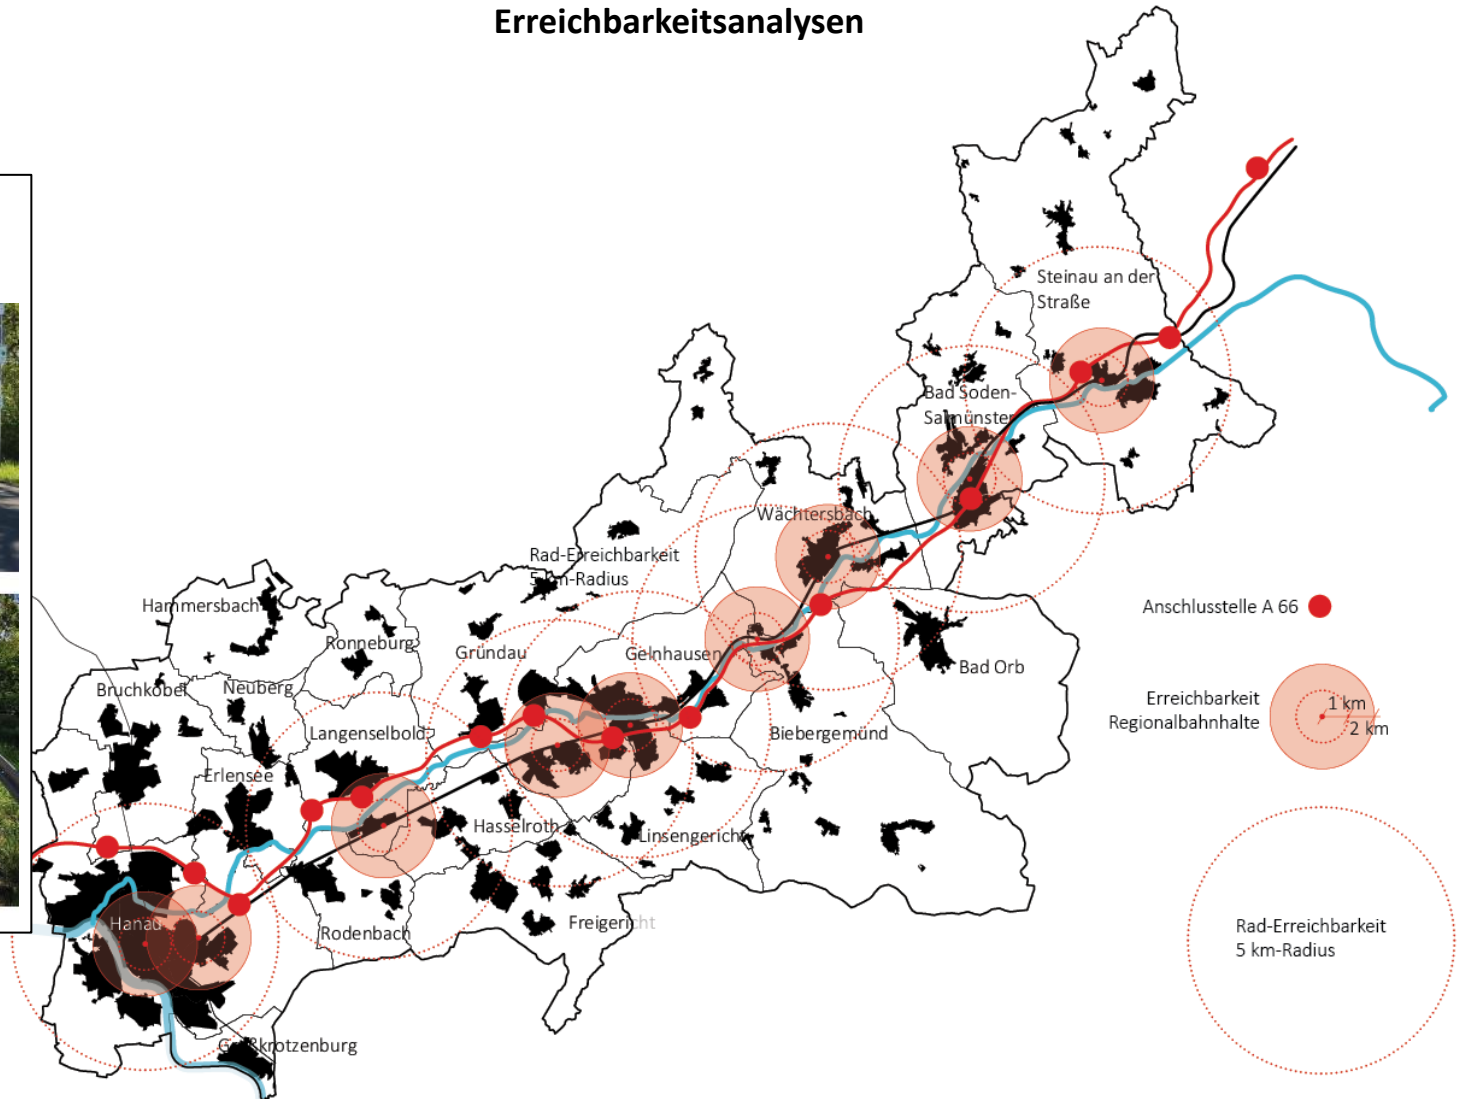 Erreichbarkeitsanalysen
Steinau an der
Straße
Bad Soden-
Salmünster
Wächtersbach
Rad-Erreichbarkeit
5 km-Radius
Hammersbach
Ronneburg
Gründau
Gelnhausen
Bad Orb
Bruchköbel
Neuberg
Langenselbold
Biebergemünd
Erlensee
Hasselroth
Linsengericht
Hanau
Rodenbach
Freigericht
Großkrotzenburg
Anschlusstelle A 66
Erreichbarkeit
Regionalbahnhalte
1 km
2 km
Rad-Erreichbarkeit
5 km-Radius